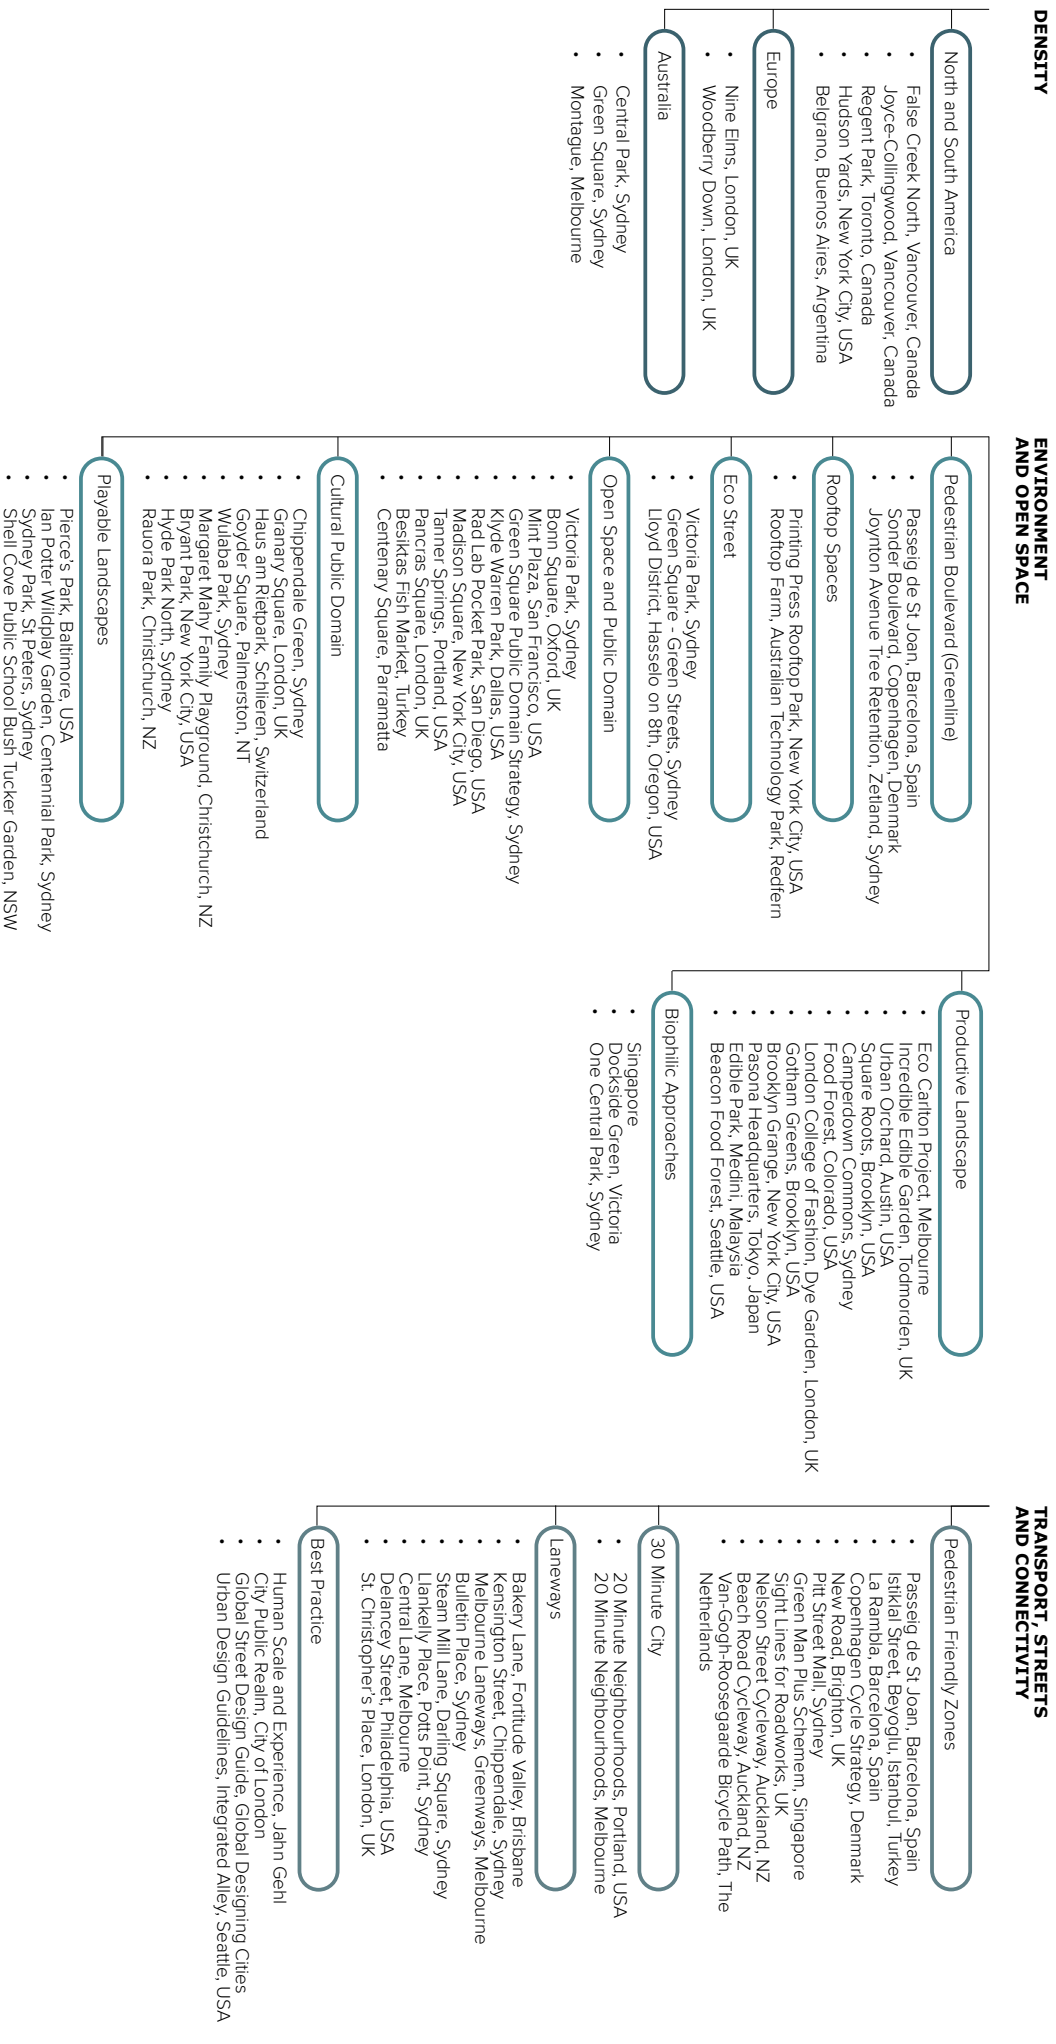 DENSITY
North and South America
• False Creek North, Vancouver, Canada
• Joyce-Collingwood, Vancouver, Canada
• Regent Park, Toronto, Canada
• Hudson Yards, New York City, USA
• Belgrano, Buenos Aires, Argentina
Europe
• Nine Elms, London, UK
• Woodberry Down, London, UK
Australia
• Central Park, Sydney
• Green Square, Sydney
• Montague, Melbourne
ENVIRONMENT
AND OPEN SPACE
Pedestrian Boulevard (Greenline)
• Passeig de St Joan, Barcelona, Spain
• Sonder Boulevard, Copenhagen, Denmark
• Joynton Avenue Tree Retention, Zetland, Sydney
Rooftop Spaces
• Printing Press Rooftop Park, New York City, USA
• Rooftop Farm, Australian Technology Park, Redfern
Eco Street
• Victoria Park, Sydney
• Green Square - Green Streets, Sydney
• Lloyd District, Hasselo on 8th, Oregon, USA
Open Space and Public Domain
• Victoria Park, Sydney
• Bonn Square, Oxford, UK
• Mint Plaza, San Francisco, USA
• Green Square Public Domain Strategy, Sydney
• Klyde Warren Park, Dallas, USA
• Rad Lab Pocket Park, San Diego, USA
• Madison Square, New York City, USA
• Tanner Springs, Portland, USA
• Pancras Square, London, UK
• Besiktas Fish Market, Turkey
• Centenary Square, Parramatta
Cultural Public Domain
• Chippendale Green, Sydney
• Granary Square, London, UK
• Haus am Rietpark, Schlieren, Switzerland
• Goyder Square, Palmerston, NT
• Wulaba Park, Sydney
• Margaret Mahy Family Playground, Christchurch, NZ
• Bryant Park, New York City, USA
• Hyde Park North, Sydney
• Rauora Park, Christchurch, NZ
Playable Landscapes
• Pierce's Park, Baltimore, USA
• Ian Potter Wildplay Garden, Centennial Park, Sydney
• Sydney Park, St Peters, Sydney
• Shell Cove Public School Bush Tucker Garden, NSW
Productive Landscape
• Eco Carlton Project, Melbourne
• Incredible Edible Garden, Todmorden, UK
• Urban Orchard, Austin, USA
• Square Roots, Brooklyn, USA
• Camperdown Commons, Sydney
• Food Forest, Colorado, USA
• London College of Fashion, Dye Garden, London, UK
• Gotham Greens, Brooklyn, USA
• Brooklyn Grange, New York City, USA
• Pasona Headquarters, Tokyo, Japan
• Edible Park, Medini, Malaysia
• Beacon Food Forest, Seattle, USA
Biophilic Approaches
• Singapore
• Dockside Green, Victoria
• One Central Park, Sydney
TRANSPORT, STREETS
AND CONNECTIVITY
Pedestrian Friendly Zones
• Passeig de St Joan, Barcelona, Spain
• Istiklal Street, Beyoglu, Istanbul, Turkey
• La Rambla, Barcelona, Spain
• Copenhagen Cycle Strategy, Denmark
• New Road, Brighton, UK
• Pitt Street Mall, Sydney
• Green Man Plus Schemem, Singapore
• Sight Lines for Roadworks, UK
• Nelson Street Cycleway, Auckland, NZ
• Beach Road Cycleway, Auckland, NZ
• Van-Gogh-Roosegaarde Bicycle Path, The
Netherlands
30 Minute City
• 20 Minute Neighbourhoods, Portland, USA
• 20 Minute Neighbourhoods, Melbourne
Laneways
• Bakery Lane, Fortitude Valley, Brisbane
• Kensington Street, Chippendale, Sydney
• Melbourne Laneways, Greenways, Melbourne
• Bulletin Place, Sydney
• Steam Mill Lane, Darling Square, Sydney
• Llankelly Place, Potts Point, Sydney
• Central Lane, Melbourne
• Delancey Street, Philadelphia, USA
• St. Christopher's Place, London, UK
Best Practice
• Human Scale and Experience, Jahn Gehl
• City Public Realm, City of London
• Global Street Design Guide, Global Designing Cities
• Urban Design Guidelines, Integrated Alley, Seattle, USA